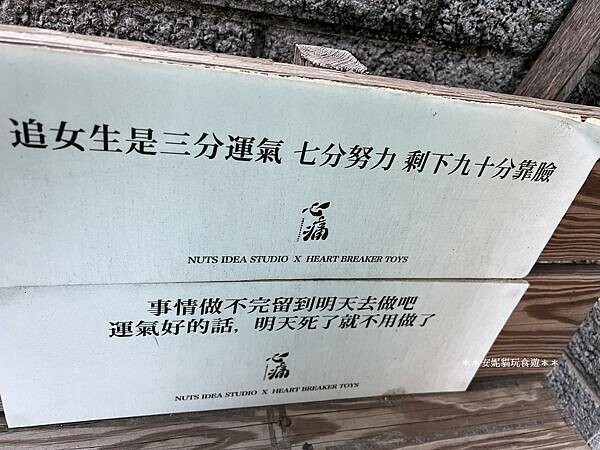 追女生是三分運氣 七分努力 剩下九十分靠臉
心痛
NUTS IDEA STUDIO X HEART BREAKER TOYS
事情做不完留到明天去做吧
運氣好的話，明天死了就不用做了
心痛
NUTS IDEA STUDIO X HEART BREAKER TOYS
**安妮貓玩食遊**